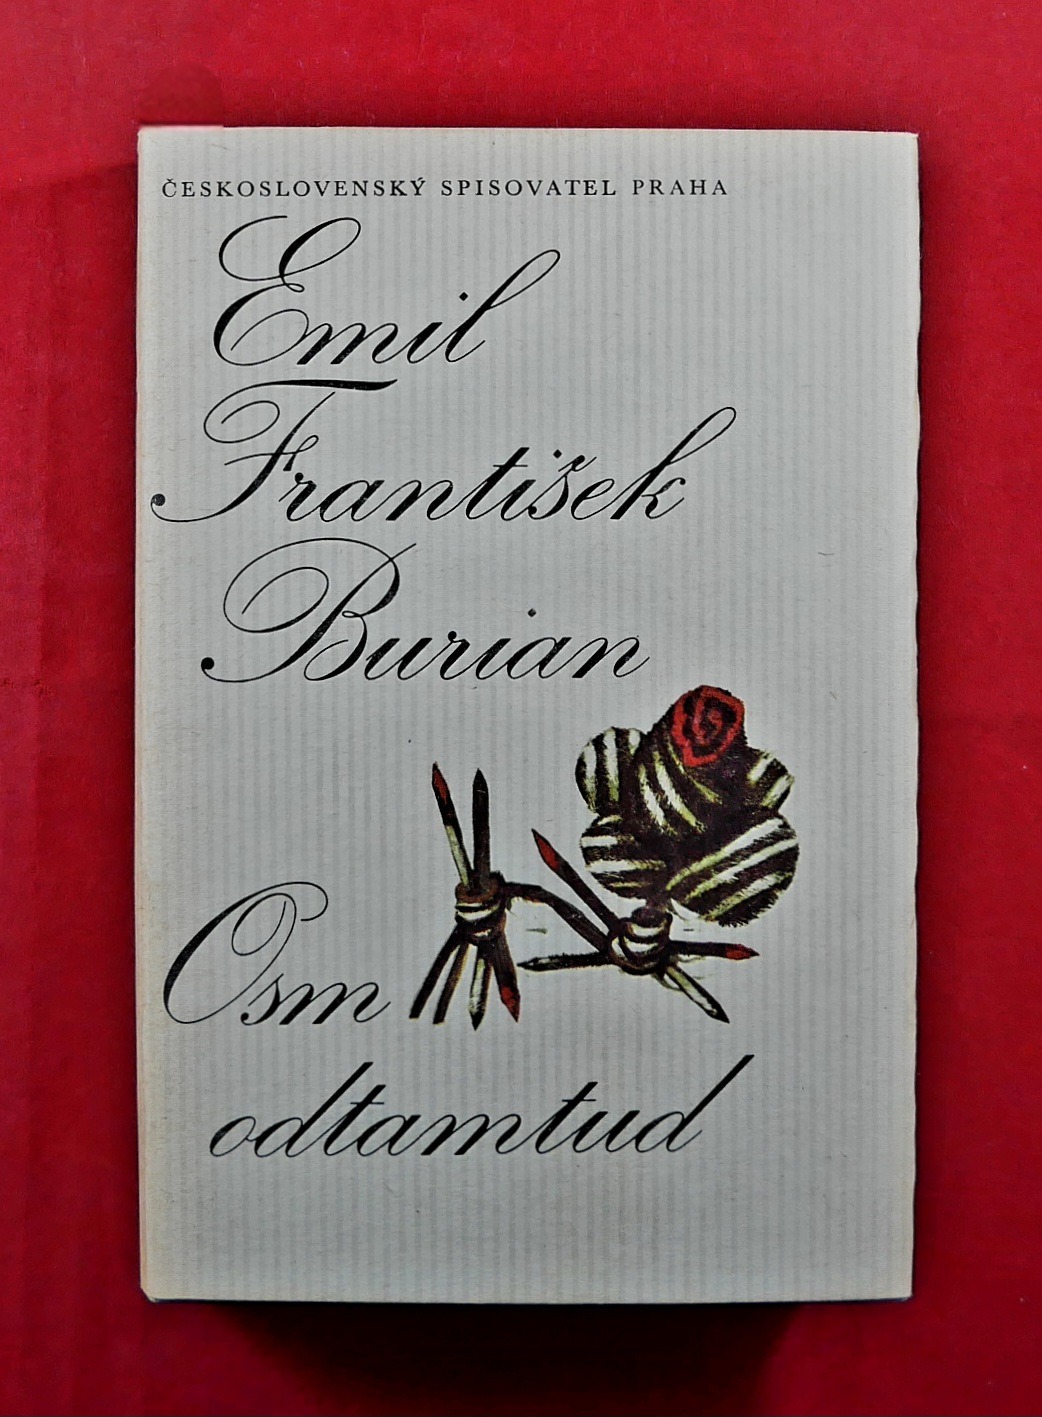 ČESKOSLOVENSKÝ SPISOVATEL PRAHA
Emil
František
Burian
Osm
odtamtud